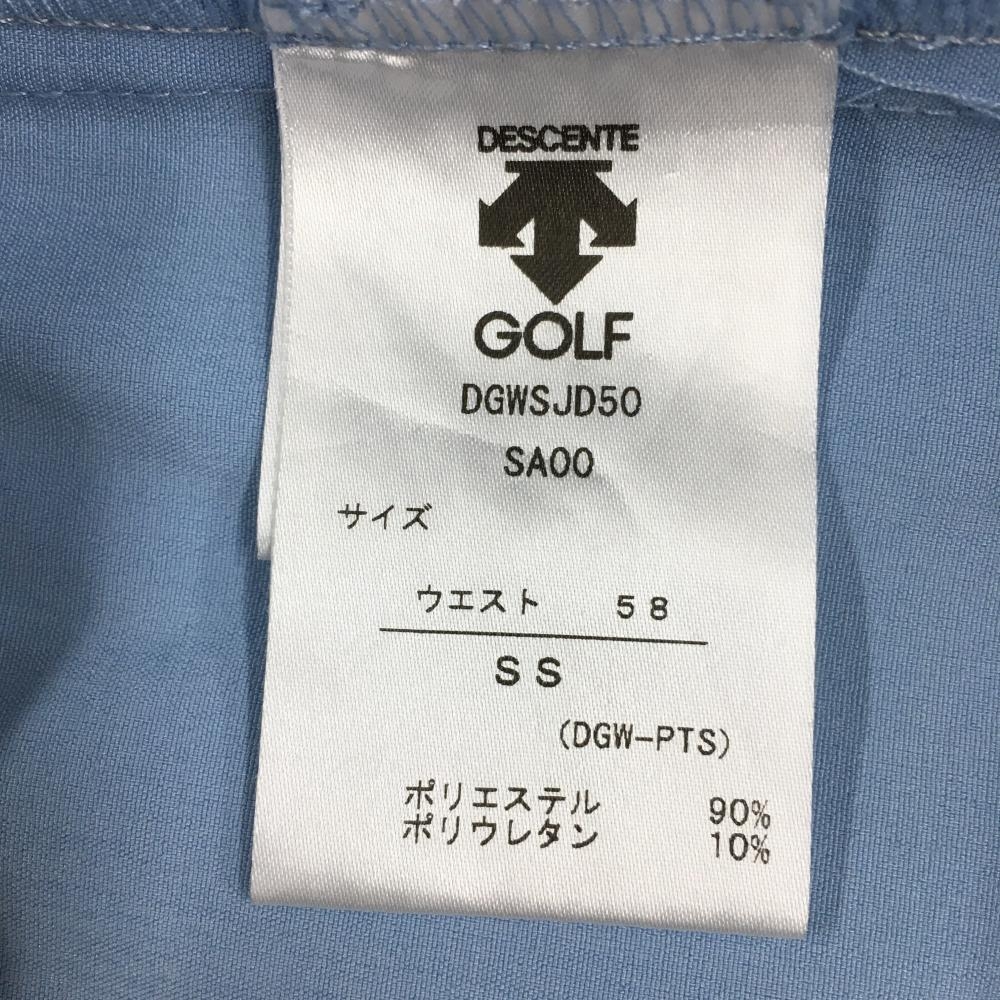 DESCENTE
GOLF
DGWSJD50
SA00
サイズ
ウエスト 58
SS
(DGW-PTS)
ポリエステル 90%
ポリウレタン 10%